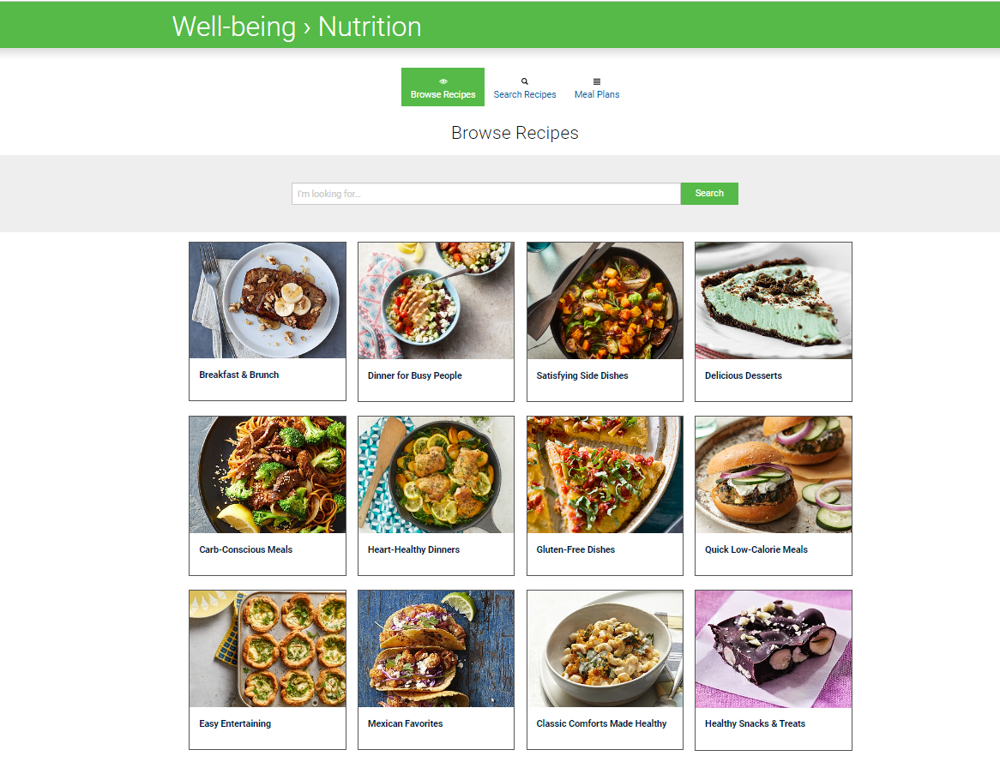 Well-being › Nutrition
Browse Recipes
Search Recipes
Meal Plans
Browse Recipes
I'm looking for...
Search
Breakfast & Brunch
Dinner for Busy People
Satisfying Side Dishes
Delicious Desserts
Carb-Conscious Meals
Heart-Healthy Dinners
Gluten-Free Dishes
Quick Low-Calorie Meals
Easy Entertaining
Mexican Favorites
Classic Comforts Made Healthy
Healthy Snacks & Treats